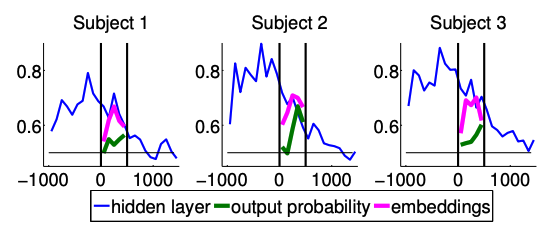 Subject 1 Subject 2 Subject 3
0.8 0.8 0.8
0.6 0.6 0.6
−1000 0 1000 −1000 0 1000 −1000 0 1000
hidden layer output probability embeddings